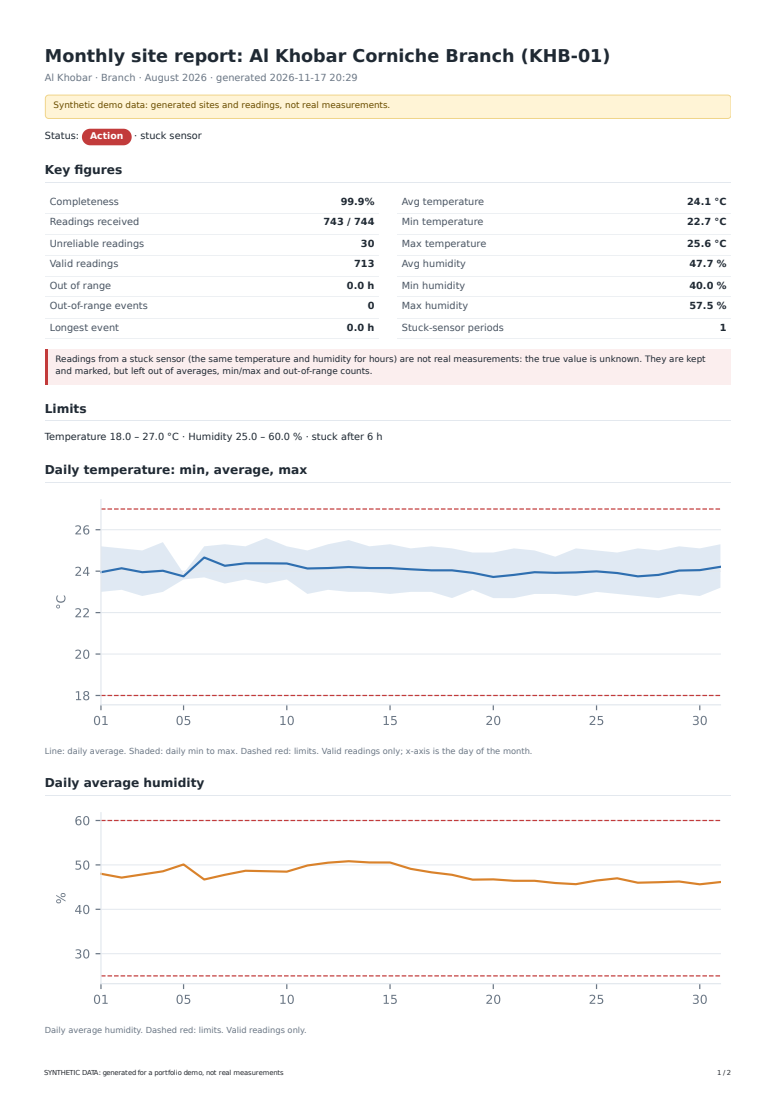 Monthly site report: Al Khobar Corniche Branch (KHB-01)
Al Khobar · Branch · August 2026 · generated 2026-11-17 20:29
Synthetic demo data: generated sites and readings, not real measurements.
Status: Action · stuck sensor
Key figures
Completeness 99.9%
Readings received 743 / 744
Unreliable readings 30
Valid readings 713
Out of range 0.0 h
Out-of-range events 0
Longest event 0.0 h
Avg temperature 24.1 °C
Min temperature 22.7 °C
Max temperature 25.6 °C
Avg humidity 47.7 %
Min humidity 40.0 %
Max humidity 57.5 %
Stuck-sensor periods 1
Readings from a stuck sensor (the same temperature and humidity for hours) are not real measurements: the true value is unknown. They are kept
and marked, but left out of averages, min/max and out-of-range counts.
Limits
Temperature 18.0 – 27.0 °C · Humidity 25.0 – 60.0 % · stuck after 6 h
Daily temperature: min, average, max
26
24
22
20
18
°C
01 05 10 15 20 25 30
Line: daily average. Shaded: daily min to max. Dashed red: limits. Valid readings only; x-axis is the day of the month.
Daily average humidity
60
50
40
30
%
01 05 10 15 20 25 30
Daily average humidity. Dashed red: limits. Valid readings only.
SYNTHETIC DATA: generated for a portfolio demo, not real measurements
1 / 2